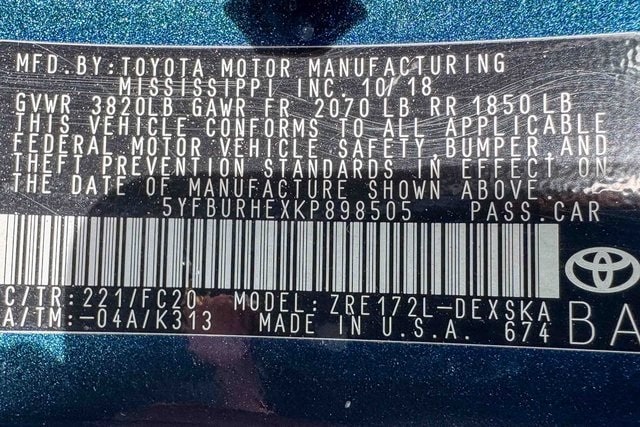 MFD.BY:TOYOTA MOTOR MANUFACTURING
MISSISSIPPI INC. 10/18
GVWR 3820LB GAWR FR 2070 LB RR 1850 LB
THIS VEHICLE CONFORMS TO ALL APPLICABLE
FEDERAL MOTOR VEHICLE SAFETY, BUMPER AND
THEFT PREVENTION STANDARDS IN EFFECT ON
THE DATE OF MANUFACTURE SHOWN ABOVE.
5YFBURHEXKP898505 PASS.CAR
C/TR:221/FC20 MODEL:ZRE172L-DEXSKA
A/TM:-04A/K313 MADE IN U.S.A. 674 BA